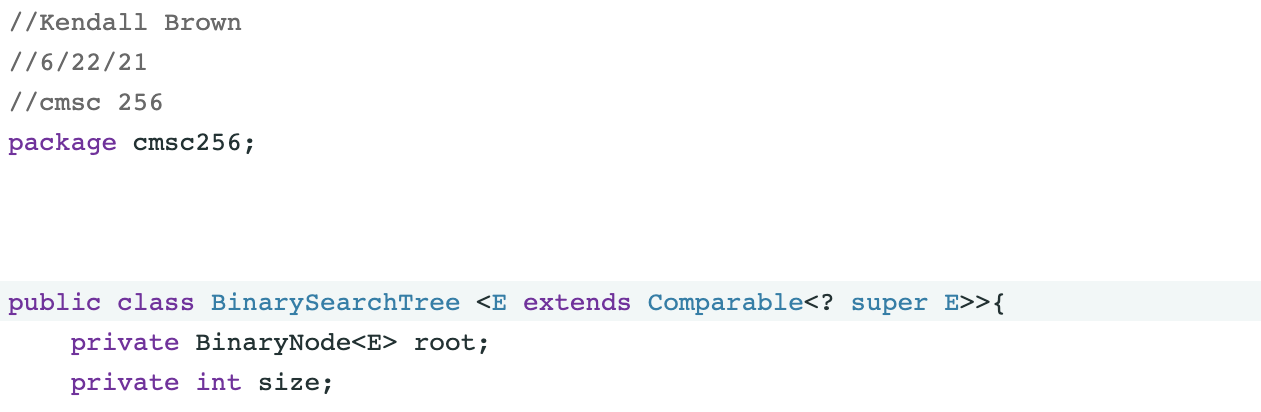 //Kendall Brown
//6/22/21
//cmsc 256
package cmsc256;
public class BinarySearchTree <E extends Comparable<? super E>>{
    private BinaryNode<E> root;
    private int size;